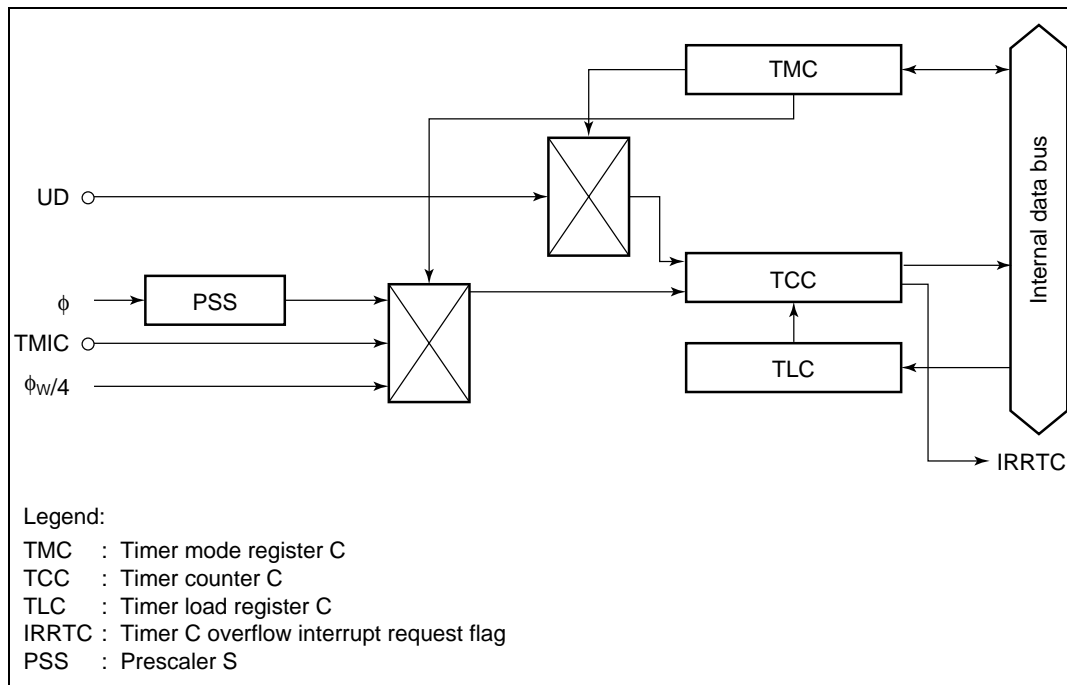 TMC
UD
TCC
Internal data bus
ϕ
PSS
TMIC
TLC
ϕW/4
IRRTC
Legend:
TMC : Timer mode register C
TCC : Timer counter C
TLC : Timer load register C
IRRTC : Timer C overflow interrupt request flag
PSS : Prescaler S